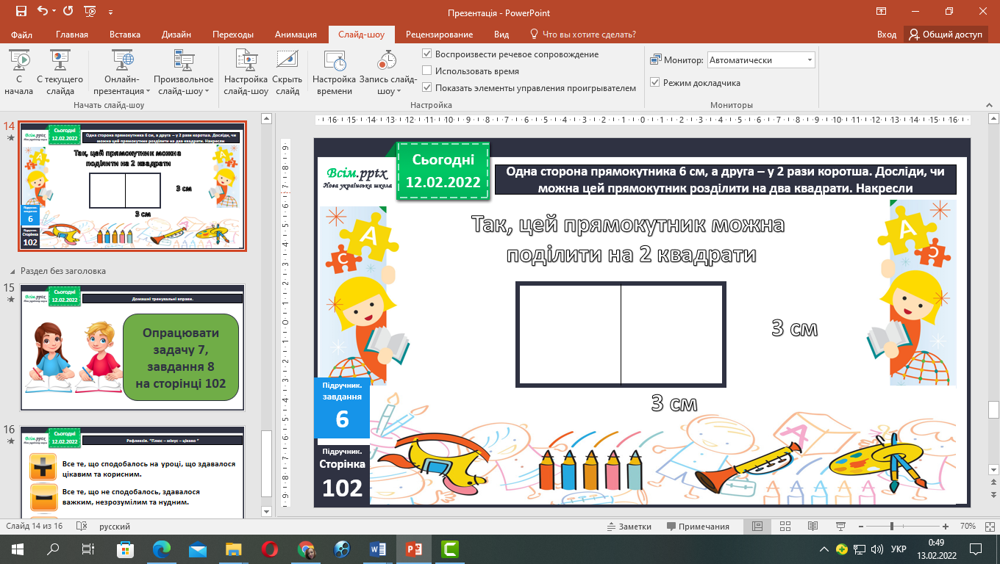 Презентація - PowerPoint
Файл Главная Вставка Дизайн Переходы Анимация Слайд-шоу Рецензирование Вид Что вы хотите сделать? Вход Общий доступ
С начала
С текущего слайда
Онлайн-презентация
Произвольное слайд-шоу
Начать слайд-шоу
Настройка слайд-шоу
Скрыть слайд
Настройка времени
Запись слайд-шоу
Воспроизвести речевое сопровождение
Использовать время
Показать элементы управления проигрывателем
Настройка
Монитор: Автоматически
Режим докладчика
Мониторы
14
Всім.pptx
Нова українська школа
Сьогодні
12.02.2022
Одна сторона прямокутника 6 см, а друга – у 2 рази коротша. Досліди, чи
можна цей прямокутник розділити на два квадрати. Накресли
Так, цей прямокутник можна
поділити на 2 квадрати
3 см
3 см
Підручник.
завдання
6
Підручник.
Сторінка
102
Раздел без заголовка
15
Всім.pptx
Сьогодні
12.02.2022
Домашні тренувальні вправи.
Опрацювати
задачу 7,
завдання 8
на сторінці 102
16
Всім.pptx
Сьогодні
12.02.2022
Рефлексія. "Плюс – мінус – цікаво"
Все те, що сподобалось на уроці, що здавалося
цікавим та корисним.
Все те, що не сподобалось, здавалося
важким, незрозумілим та нудним.
16 15 14 13 12 11 10 9 8 7 6 5 4 3 2 1 0 1 2 3 4 5 6 7 8 9 10 11 12 13 14 15 16
9 8 7 6 5 4 3 2 1 0 1 2 3 4 5 6 7 8 9
Всім.pptx
Нова українська школа
Сьогодні
12.02.2022
Одна сторона прямокутника 6 см, а друга – у 2 рази коротша. Досліди, чи
можна цей прямокутник розділити на два квадрати. Накресли
Так, цей прямокутник можна
поділити на 2 квадрати
А
С
А
С
3 см
3 см
Підручник.
завдання
6
Підручник.
Сторінка
102
Слайд 14 из 16 русский Заметки Примечания 70%
УКР
0:49
13.02.2022